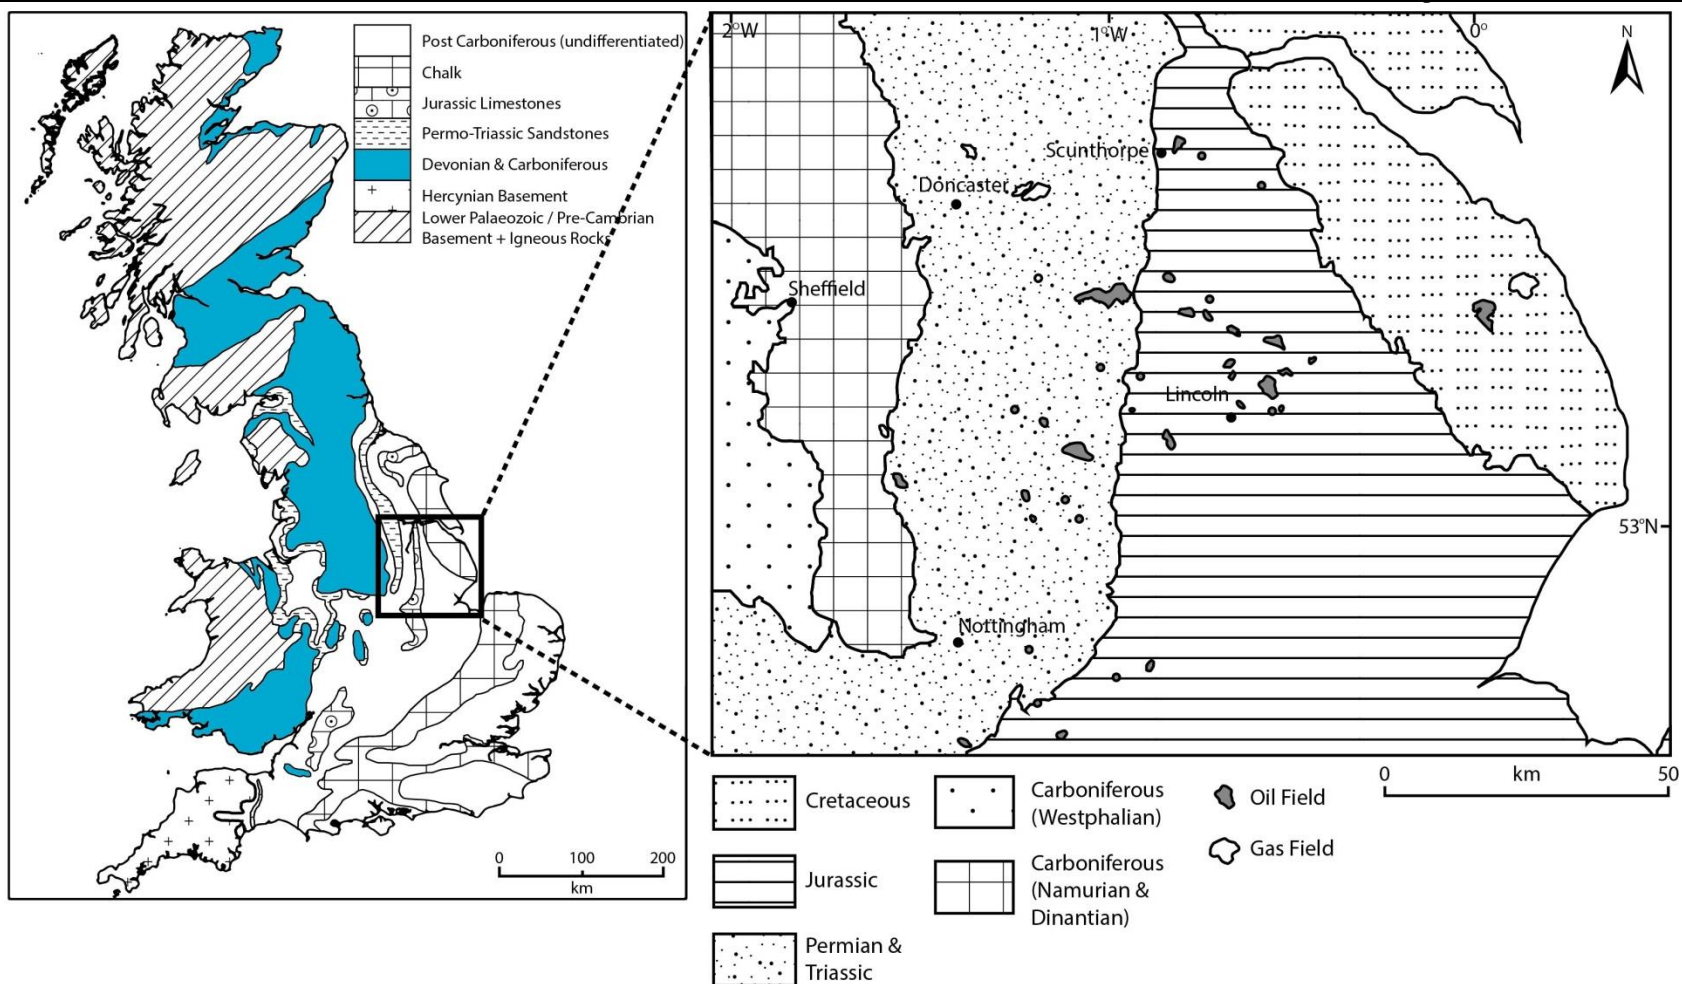 Post Carboniferous (undifferentiated)
Chalk
Jurassic Limestones
Permo-Triassic Sandstones
Devonian & Carboniferous
Hercynian Basement
Lower Palaeozoic / Pre-Cambrian
Basement + Igneous Rocks
0 100 200
km
2°W
1°W
0°
N
Scunthorpe
Doncaster
Sheffield
Lincoln
53°N
Nottingham
0 km 50
Cretaceous
Jurassic
Permian &
Triassic
Carboniferous
(Westphalian)
Carboniferous
(Namurian &
Dinantian)
Oil Field
Gas Field